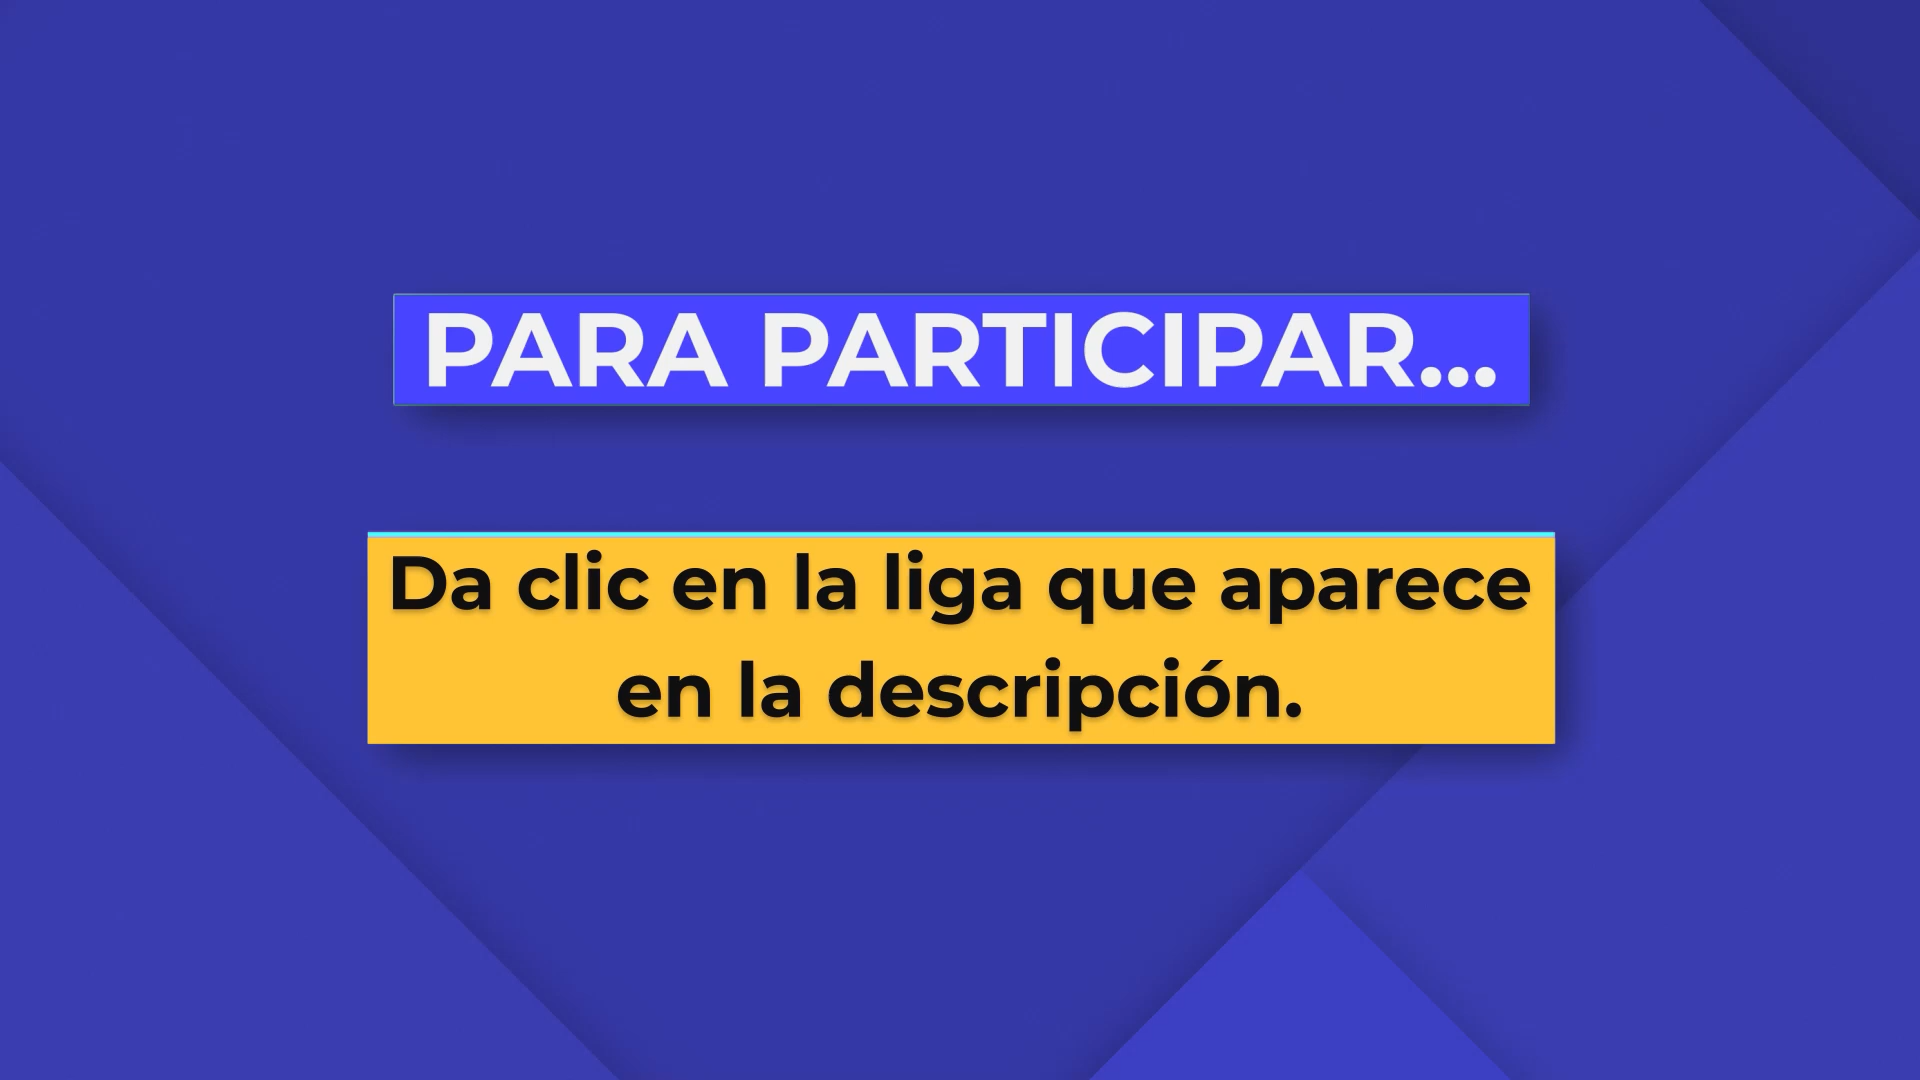 PARA PARTICIPAR...
Da clic en la liga que aparece
en la descripción.